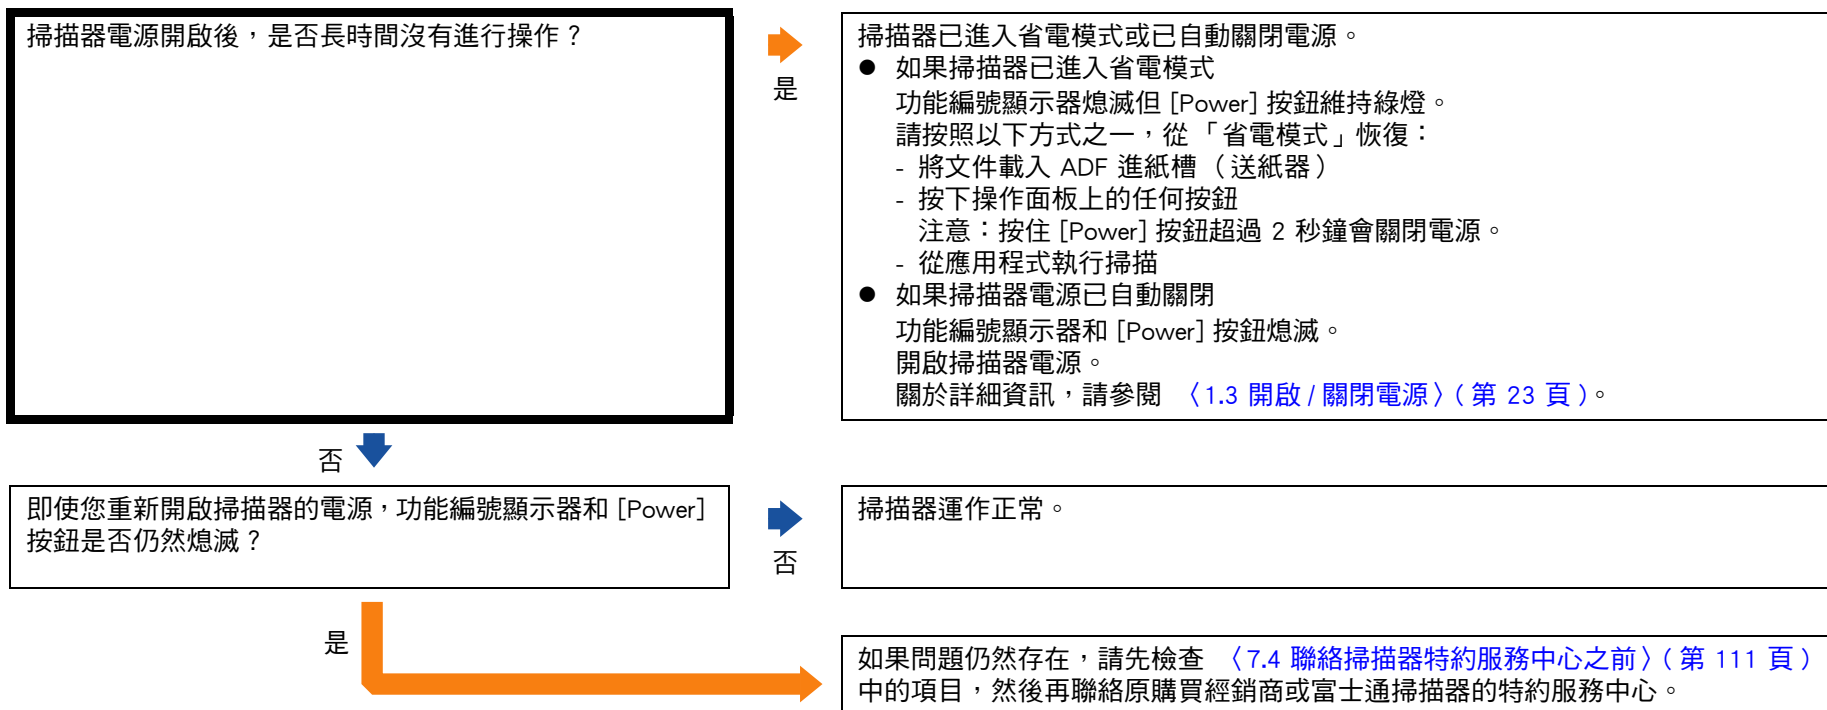 掃描器電源開啟後，是否長時間沒有進行操作？
是
掃描器已進入省電模式或已自動關閉電源。
● 如果掃描器已進入省電模式
功能編號顯示器熄滅但 [Power] 按鈕維持綠燈。
請按照以下方式之一，從「省電模式」恢復：
- 將文件載入 ADF 進紙槽（送紙器）
- 按下操作面板上的任何按鈕
注意：按住 [Power] 按鈕超過 2 秒鐘會關閉電源。
- 從應用程式執行掃描
● 如果掃描器電源已自動關閉
功能編號顯示器和 [Power] 按鈕熄滅。
開啟掃描器電源。
關於詳細資訊，請參閱 〈1.3 開啟 / 關閉電源〉( 第 23 頁 )。
否
即使您重新開啟掃描器的電源，功能編號顯示器和 [Power]
按鈕是否仍然熄滅？
否
掃描器運作正常。
是
如果問題仍然存在，請先檢查 〈7.4 聯絡掃描器特約服務中心之前〉( 第 111 頁 )
中的項目，然後再聯絡原購買經銷商或富士通掃描器的特約服務中心。